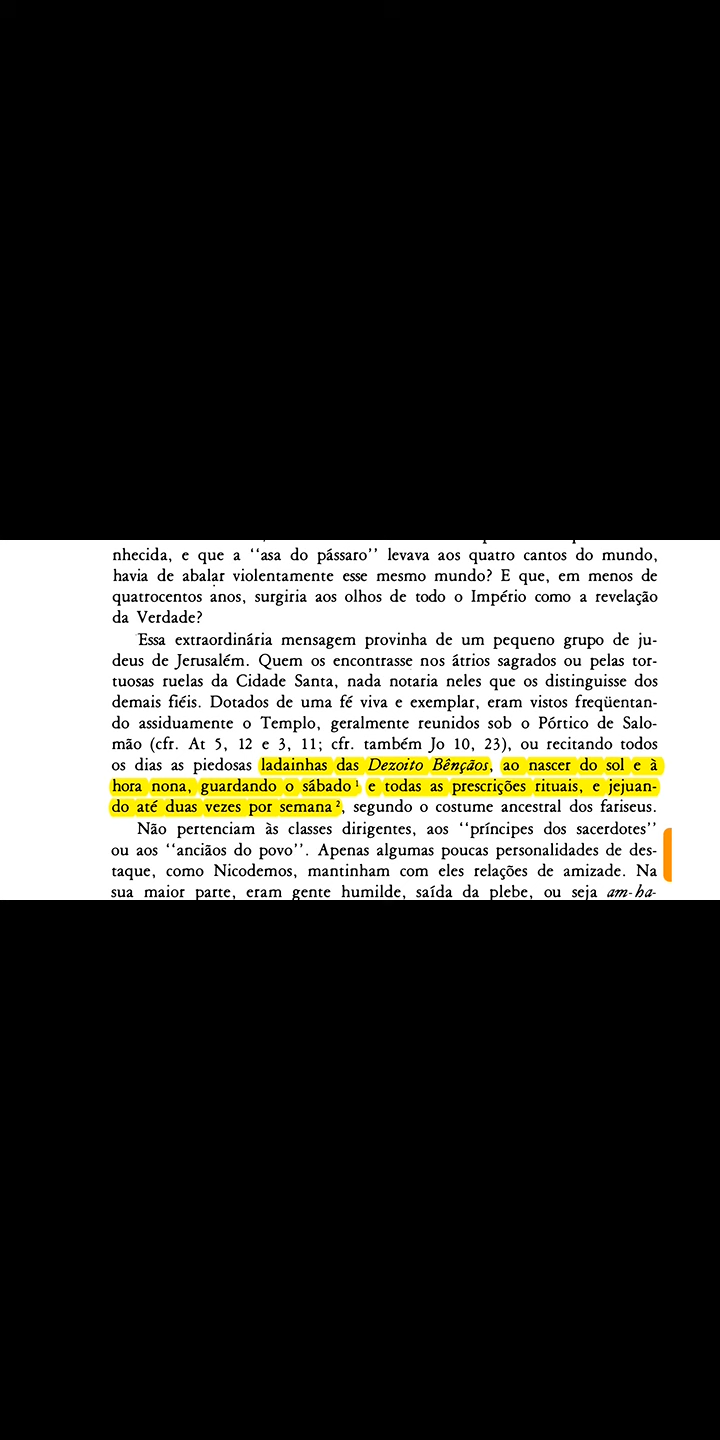 nhecida, e que a ‘‘asa do pássaro’’ levava aos quatro cantos do mundo,
havia de abalar violentamente esse mesmo mundo? E que, em menos de
quatrocentos anos, surgiria aos olhos de todo o Império como a revelação
da Verdade?
Essa extraordinária mensagem provinha de um pequeno grupo de ju-
deus de Jerusalém. Quem os encontrasse nos átrios sagrados ou pelas tor-
tuosas ruelas da Cidade Santa, nada notaria neles que os distinguisse dos
demais fiéis. Dotados de uma fé viva e exemplar, eram vistos freqüentan-
do assiduamente o Templo, geralmente reunidos sob o Pórtico de Salo-
mão (cfr. At 5, 12 e 3, 11; cfr. também Jo 10, 23), ou recitando todos
os dias as piedosas ladainhas das Dezoito Bênçãos, ao nascer do sol e à
hora nona, guardando o sábado ¹ e todas as prescrições rituais, e jejuan-
do até duas vezes por semana ², segundo o costume ancestral dos fariseus.
Não pertenciam às classes dirigentes, aos ‘‘príncipes dos sacerdotes’’
ou aos ‘‘anciãos do povo’’. Apenas algumas poucas personalidades de des-
taque, como Nicodemos, mantinham com eles relações de amizade. Na
sua maior parte, eram gente humilde, saída da plebe, ou seja am-ha-